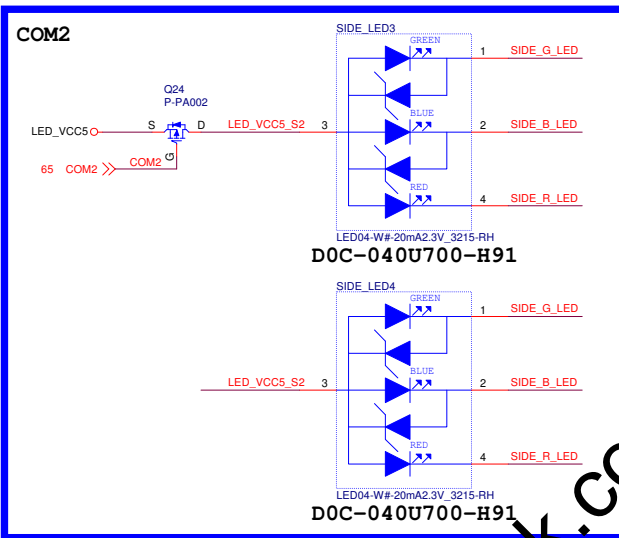 COM2
SIDE_LED3
GREEN
1 SIDE_G_LED
Q24
P-PA002
LED_VCC5 S D LED_VCC5_S2 3
BLUE
2 SIDE_B_LED
G
65 COM2 COM2
RED
4 SIDE_R_LED
LED04-W#-20mA2.3V_3215-RH
D0C-040U700-H91
SIDE_LED4
GREEN
1 SIDE_G_LED
LED_VCC5_S2 3
BLUE
2 SIDE_B_LED
RED
4 SIDE_R_LED
LED04-W#-20mA2.3V_3215-RH
D0C-040U700-H91